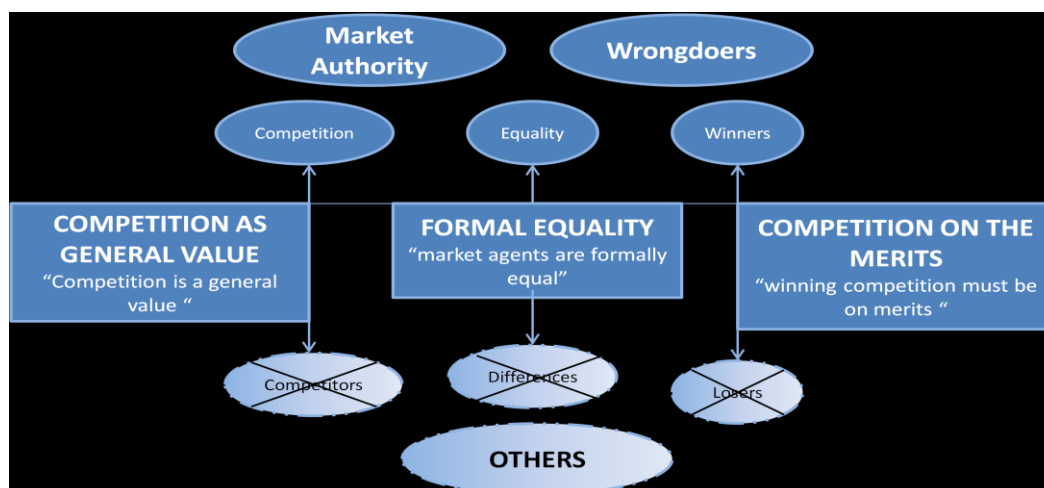 Market
Authority
Wrongdoers
Competition
Equality
Winners
COMPETITION AS
GENERAL VALUE
“Competition is a general
value “
FORMAL EQUALITY
“market agents are formally
equal”
COMPETITION ON THE
MERITS
“winning competition must be
on merits “
Competitors
Differences
Losers
OTHERS